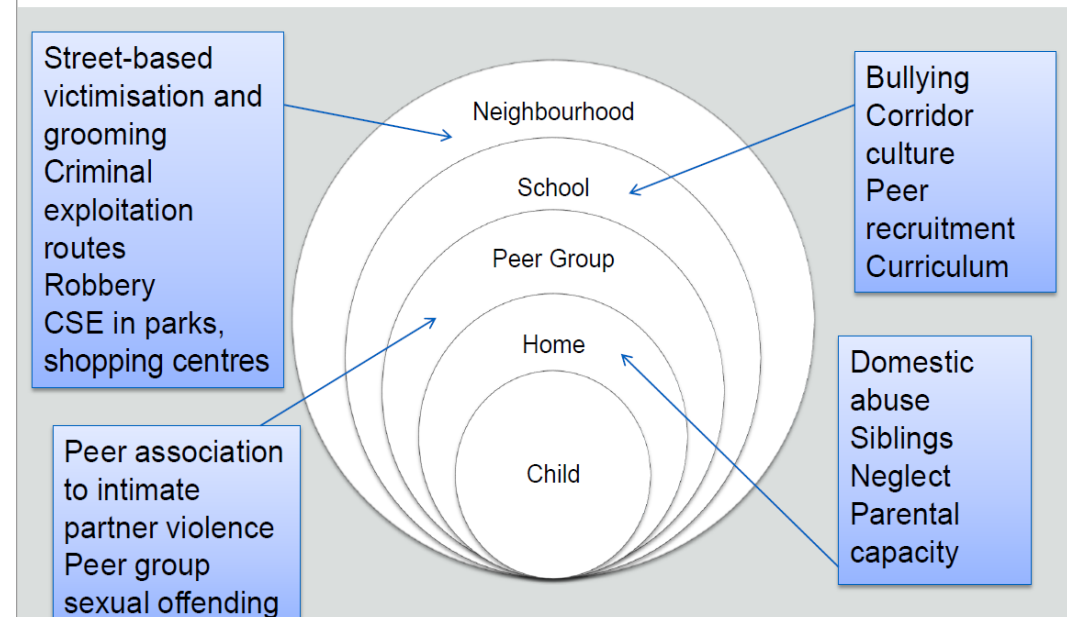 Street-based
victimisation and
grooming
Criminal
exploitation
routes
Robbery
CSE in parks,
shopping centres
Peer association
to intimate
partner violence
Peer group
sexual offending
Neighbourhood
School
Peer Group
Home
Child
Bullying
Corridor
culture
Peer
recruitment
Curriculum
Domestic
abuse
Siblings
Neglect
Parental
capacity